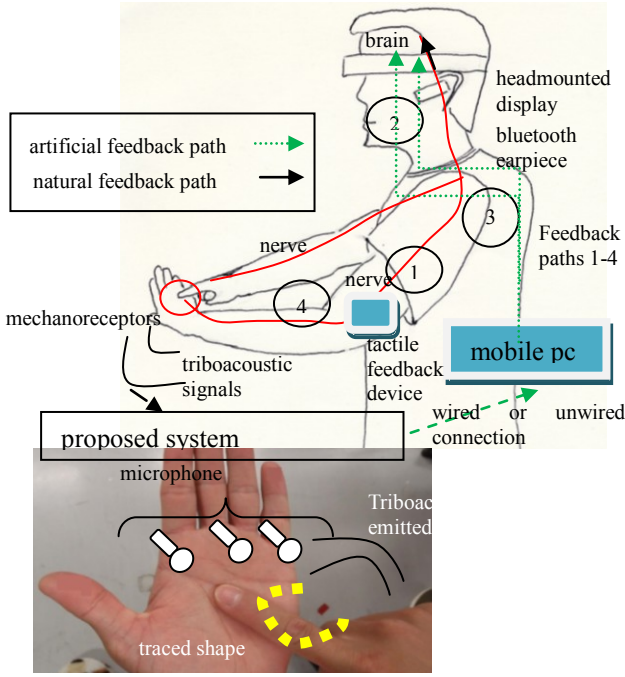 brain
headmounted
display
bluetooth
earpiece
artificial feedback path
natural feedback path
2
3
nerve
Feedback
paths 1-4
1
nerve
4
mechanoreceptors
triboacoustic
signals
tactile
feedback
device
mobile pc
wired or unwired
connection
proposed system
microphone
Triboac
emitted
traced shape